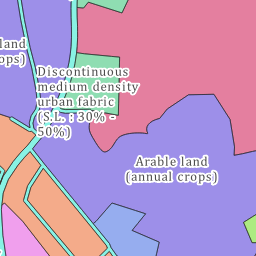 land
ops)
Discontinuous
medium density
urban fabric
(S.L. : 30% -
50%)
Arable land
(annual crops)